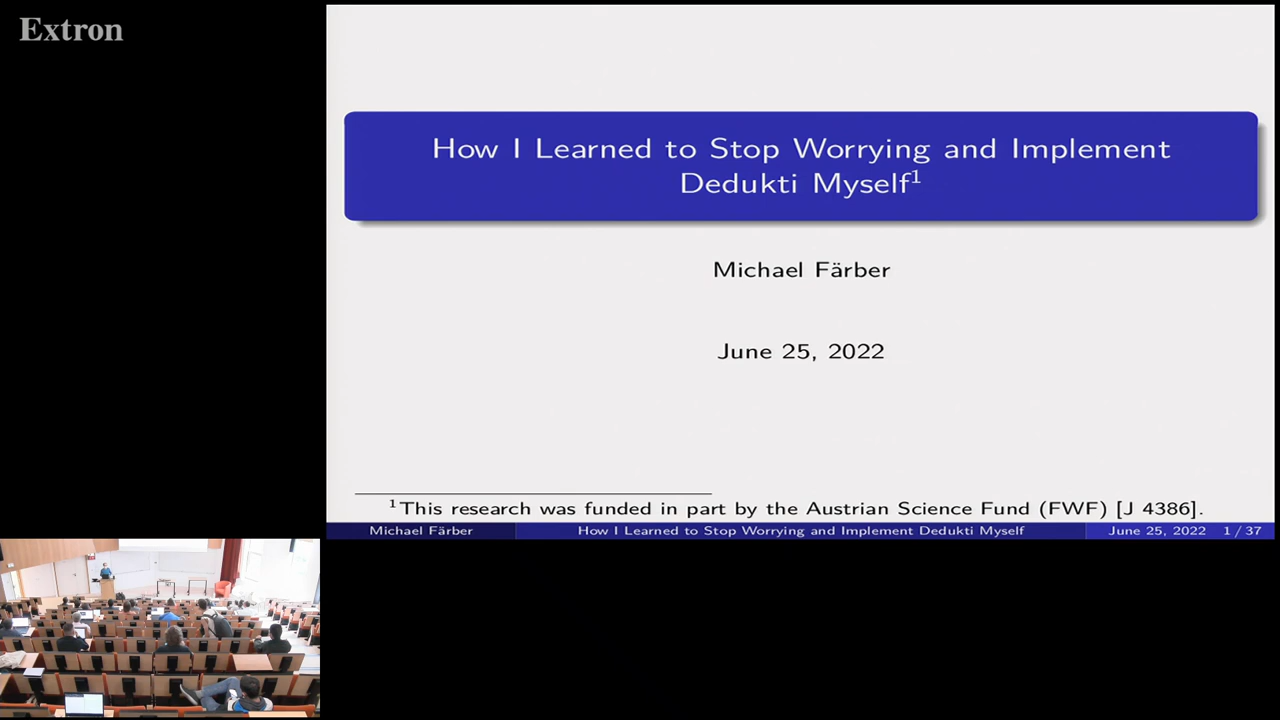 Extron
How I Learned to Stop Worrying and Implement
Dedukti Myself¹
Michael Färber
June 25, 2022
¹This research was funded in part by the Austrian Science Fund (FWF) [J 4386].
Michael Färber
How I Learned to Stop Worrying and Implement Dedukti Myself
June 25, 2022
1 / 37